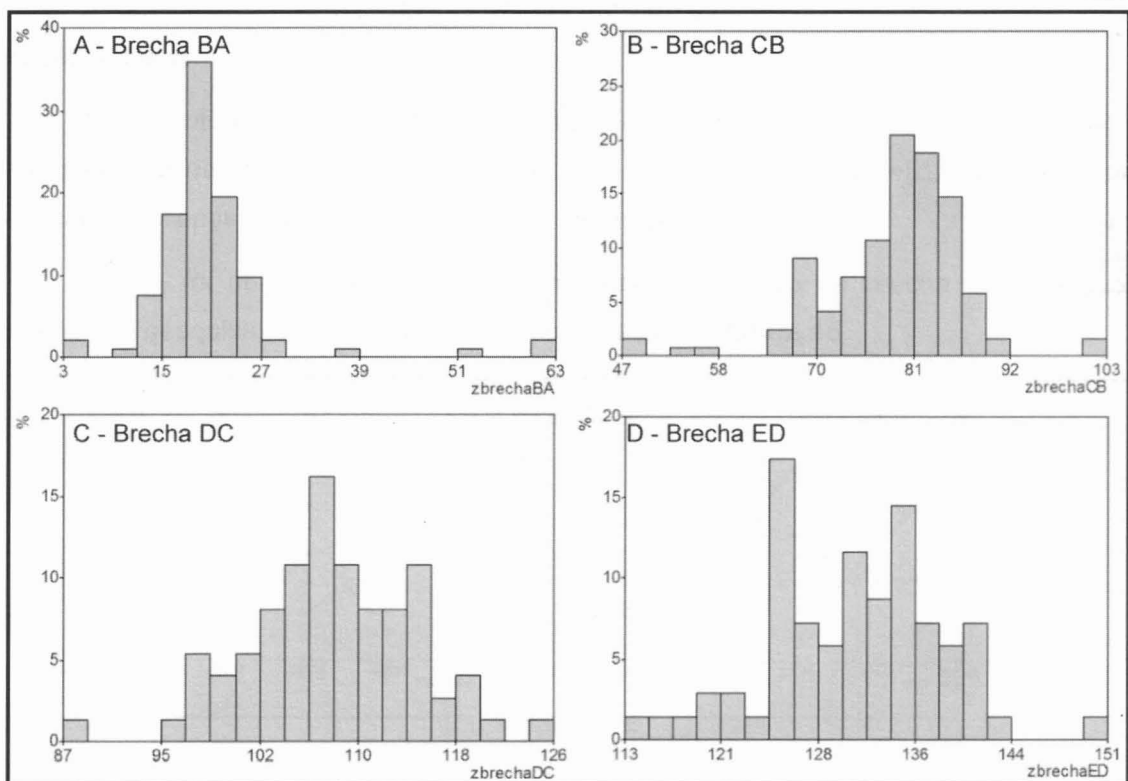 A - Brecha BA
%
40
30
20
10
0
3 15 27 39 51 63
zbrechaBA
B - Brecha CB
%
30
25
20
15
10
5
0
47 58 70 81 92 103
zbrechaCB
C - Brecha DC
%
20
15
10
5
0
87 95 102 110 118 126
zbrechaDC
D - Brecha ED
%
20
15
10
5
0
113 121 128 136 144 151
zbrechaED